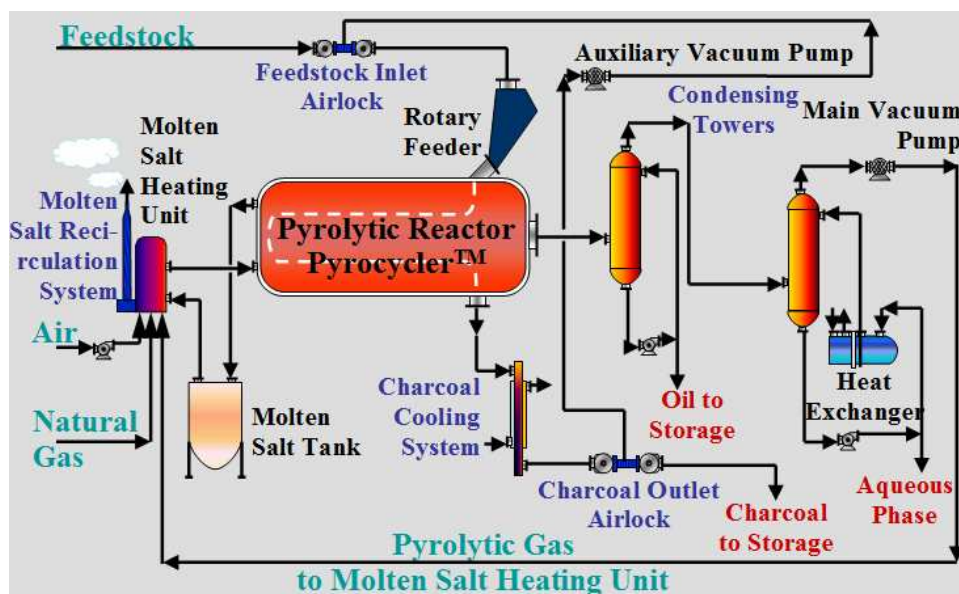 Feedstock
Feedstock Inlet
Airlock
Auxiliary Vacuum Pump
Condensing
Towers
Main Vacuum
Pump
Rotary
Feeder
Molten
Salt
Heating
Unit
Molten
Salt Reci-
rculation
System
Pyrolytic Reactor
Pyrocycler™
Air
Natural
Gas
Molten
Salt Tank
Charcoal
Cooling
System
Oil to
Storage
Heat
Exchanger
Charcoal Outlet
Airlock
Charcoal
to Storage
Aqueous
Phase
Pyrolytic Gas
to Molten Salt Heating Unit